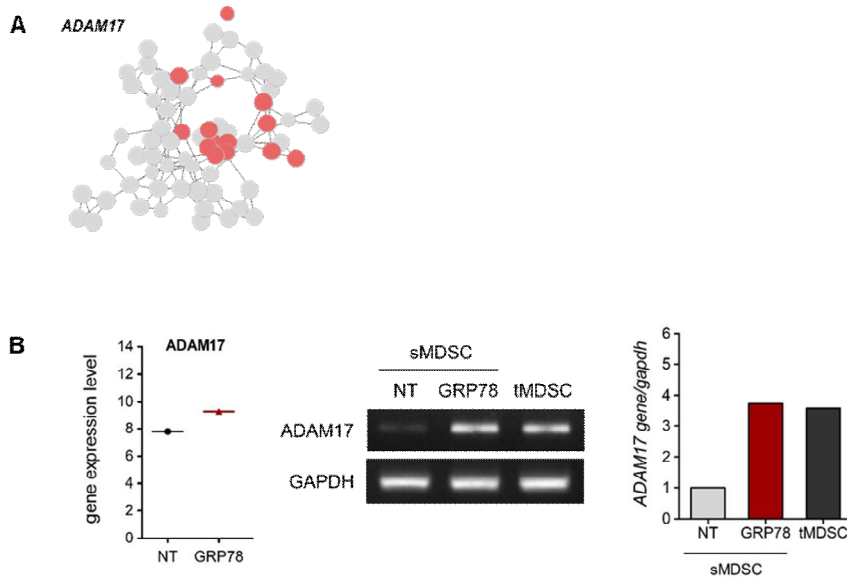 A
ADAM17
B
ADAM17
gene expression level
14
12
10
8
6
4
2
0
NT GRP78
sMDSC
NT GRP78 tMDSC
ADAM17
GAPDH
ADAM17 gene/gapdh
6
5
4
3
2
1
0
NT GRP78 tMDSC
sMDSC